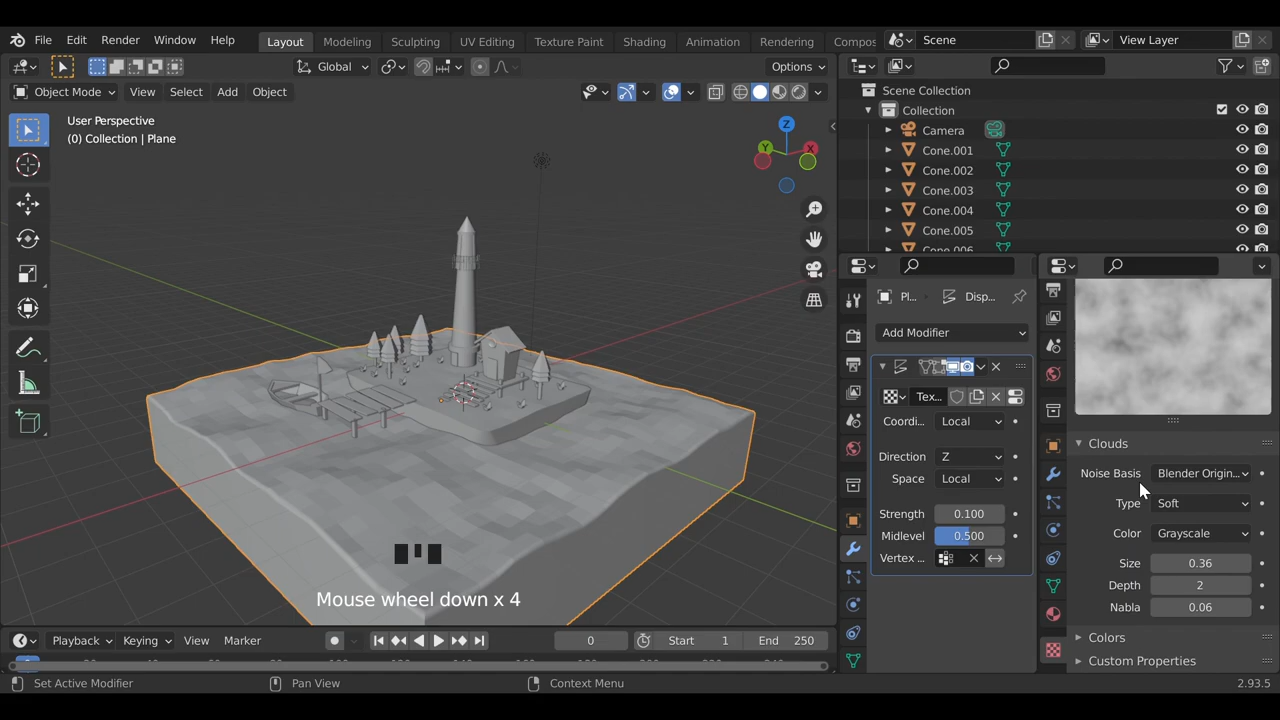 File Edit Render Window Help Layout Modeling Sculpting UV Editing Texture Paint Shading Animation Rendering Compos Scene View Layer
Global Options
Object Mode View Select Add Object
User Perspective
(0) Collection | Plane
Z
Y
X
Mouse wheel down x 4
Scene Collection
Collection
Camera
Cone.001
Cone.002
Cone.003
Cone.004
Cone.005
Cone.006
Pl... Disp...
Add Modifier
Tex...
Coordi... Local
Direction Z
Space Local
Strength 0.100
Midlevel 0.500
Vertex ...
Clouds
Noise Basis Blender Origin...
Type Soft
Color Grayscale
Size 0.36
Depth 2
Nabla 0.06
Colors
Custom Properties
Playback Keying View Marker 0 Start 1 End 250
Set Active Modifier Pan View Context Menu 2.93.5